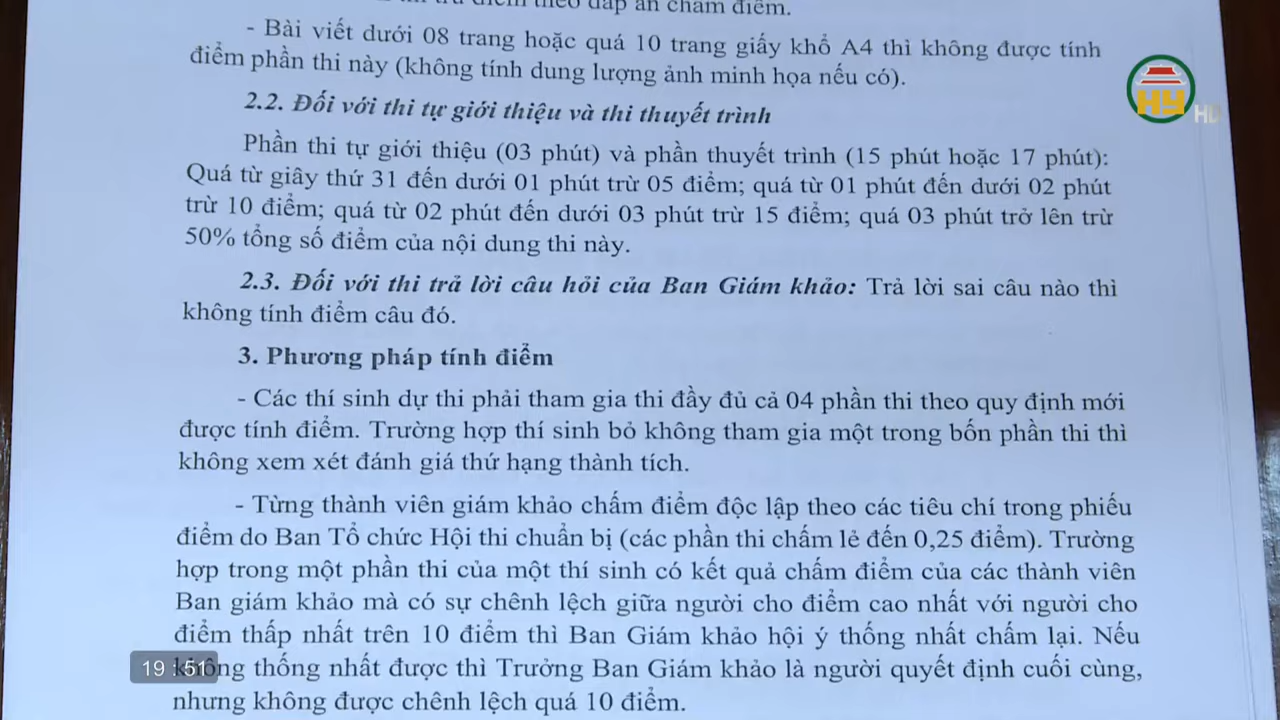 theo đáp án chấm điểm.
- Bài viết dưới 08 trang hoặc quá 10 trang giấy khổ A4 thì không được tính
điểm phần thi này (không tính dung lượng ảnh minh họa nếu có).
2.2. Đối với thi tự giới thiệu và thi thuyết trình
Phần thi tự giới thiệu (03 phút) và phần thuyết trình (15 phút hoặc 17 phút):
Quá từ giây thứ 31 đến dưới 01 phút trừ 05 điểm; quá từ 01 phút đến dưới 02 phút
trừ 10 điểm; quá từ 02 phút đến dưới 03 phút trừ 15 điểm; quá 03 phút trở lên trừ
50% tổng số điểm của nội dung thi này.
2.3. Đối với thi trả lời câu hỏi của Ban Giám khảo: Trả lời sai câu nào thì
không tính điểm câu đó.
3. Phương pháp tính điểm
- Các thí sinh dự thi phải tham gia thi đầy đủ cả 04 phần thi theo quy định mới
được tính điểm. Trường hợp thí sinh bỏ không tham gia một trong bốn phần thi thì
không xem xét đánh giá thứ hạng thành tích.
- Từng thành viên giám khảo chấm điểm độc lập theo các tiêu chí trong phiếu
điểm do Ban Tổ chức Hội thi chuẩn bị (các phần thi chấm lẻ đến 0,25 điểm). Trường
hợp trong một phần thi của một thí sinh có kết quả chấm điểm của các thành viên
Ban giám khảo mà có sự chênh lệch giữa người cho điểm cao nhất với người cho
điểm thấp nhất trên 10 điểm thì Ban Giám khảo hội ý thống nhất chấm lại. Nếu
không thống nhất được thì Trưởng Ban Giám khảo là người quyết định cuối cùng,
nhưng không được chênh lệch quá 10 điểm.
HY HD
19:51